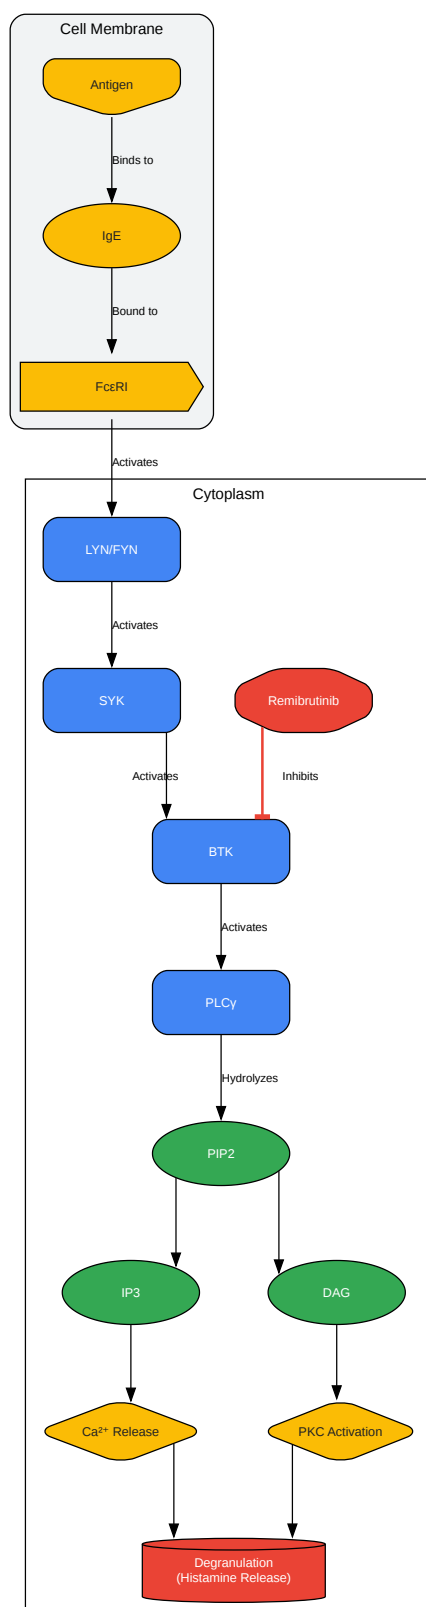 Cell Membrane
Antigen
Binds to
IgE
Bound to
FcεRI
Activates
Cytoplasm
LYN/FYN
Activates
SYK
Remibrutinib
Activates
Inhibits
BTK
Activates
PLCγ
Hydrolyzes
PIP2
IP3
DAG
Ca²⁺ Release
PKC Activation
Degranulation
(Histamine Release)